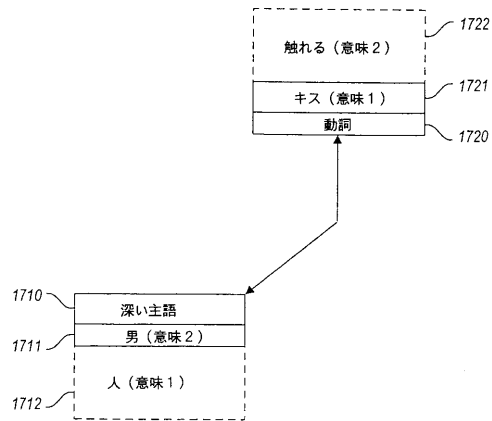 触れる（意味２）
1722
キス（意味１）
1721
動詞
1720
1710
深い主語
1711
男（意味２）
人（意味１）
1712